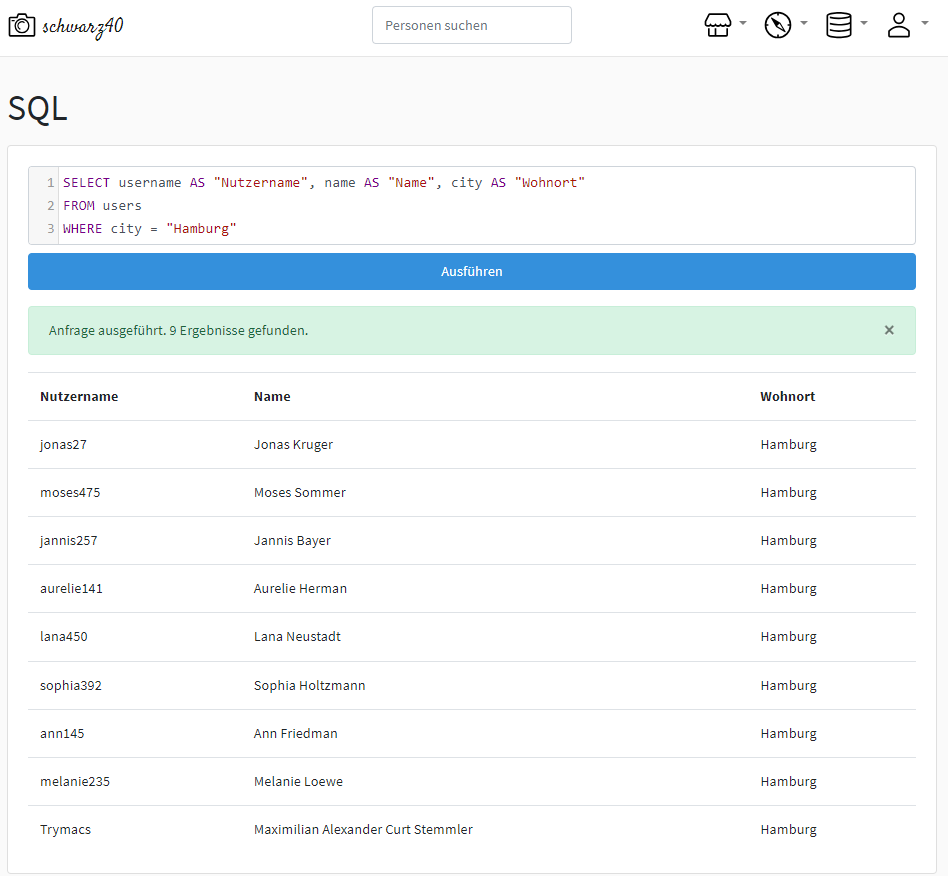 schwarz40
Personen suchen
SQL
1 SELECT username AS "Nutzername", name AS "Name", city AS "Wohnort"
2 FROM users
3 WHERE city = "Hamburg"
Ausführen
Anfrage ausgeführt. 9 Ergebnisse gefunden. ×
Nutzername Name Wohnort
jonas27 Jonas Kruger Hamburg
moses475 Moses Sommer Hamburg
jannis257 Jannis Bayer Hamburg
aurelie141 Aurelie Herman Hamburg
lana450 Lana Neustadt Hamburg
sophia392 Sophia Holtzmann Hamburg
ann145 Ann Friedman Hamburg
melanie235 Melanie Loewe Hamburg
Trymacs Maximilian Alexander Curt Stemmler Hamburg